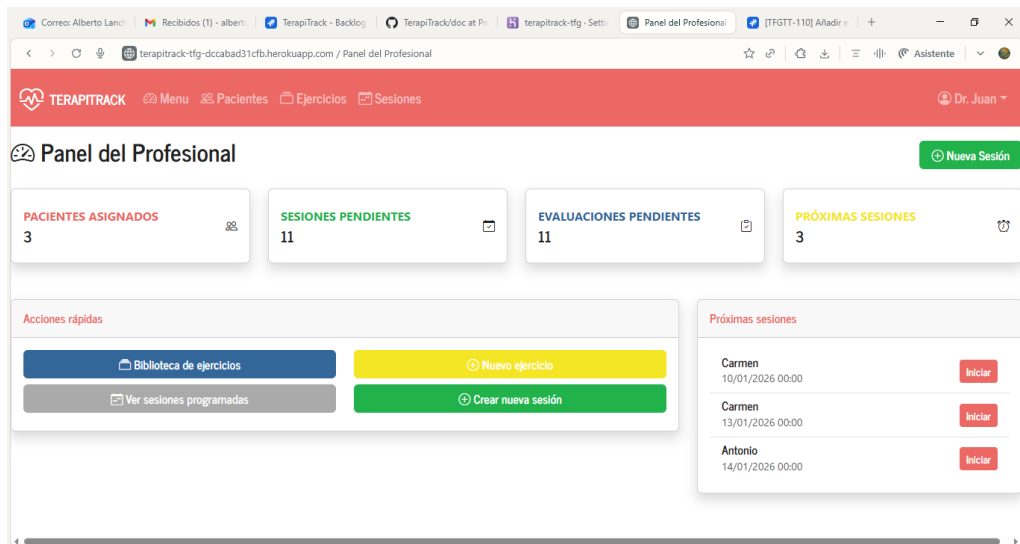 Correo: Alberto Lanch
Recibidos (1) - albert
TerapiTrack - Backlog
TerapiTrack/doc at Pr
terapitrack-tfg · Setti
Panel del Profesional
[TFGTT-110] Añadir e
terapitrack-tfg-dccabad31cfb.herokuapp.com / Panel del Profesional
Asistente
TERAPITRACK Menu Pacientes Ejercicios Sesiones Dr. Juan
Panel del Profesional
Nueva Sesión
PACIENTES ASIGNADOS
3
SESIONES PENDIENTES
11
EVALUACIONES PENDIENTES
11
PRÓXIMAS SESIONES
3
Acciones rápidas
Biblioteca de ejercicios
Nuevo ejercicio
Ver sesiones programadas
Crear nueva sesión
Próximas sesiones
Carmen
10/01/2026 00:00
Iniciar
Carmen
13/01/2026 00:00
Iniciar
Antonio
14/01/2026 00:00
Iniciar